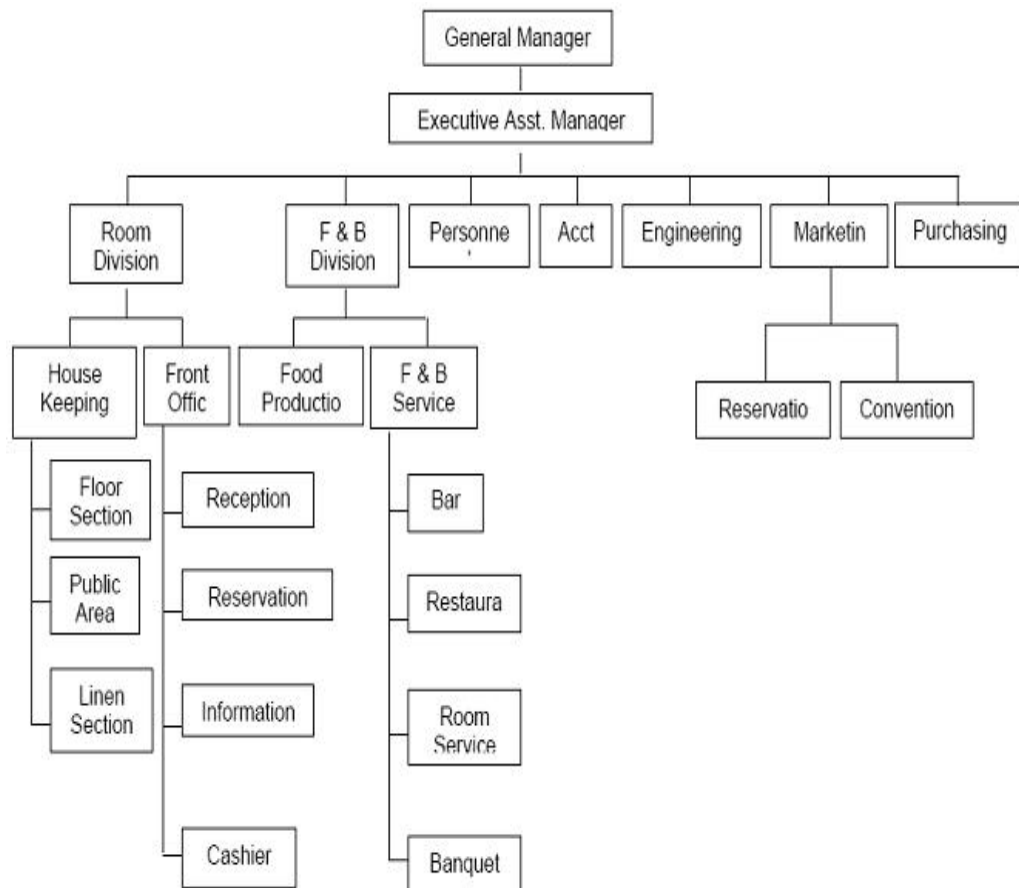 General Manager
Executive Asst. Manager
Room
Division
F & B
Division
Personne
Acct
Engineering
Marketin
Purchasing
House
Keeping
Front
Offic
Food
Productio
F & B
Service
Reservatio
Convention
Floor
Section
Reception
Bar
Public
Area
Reservation
Restaura
Linen
Section
Information
Room
Service
Cashier
Banquet